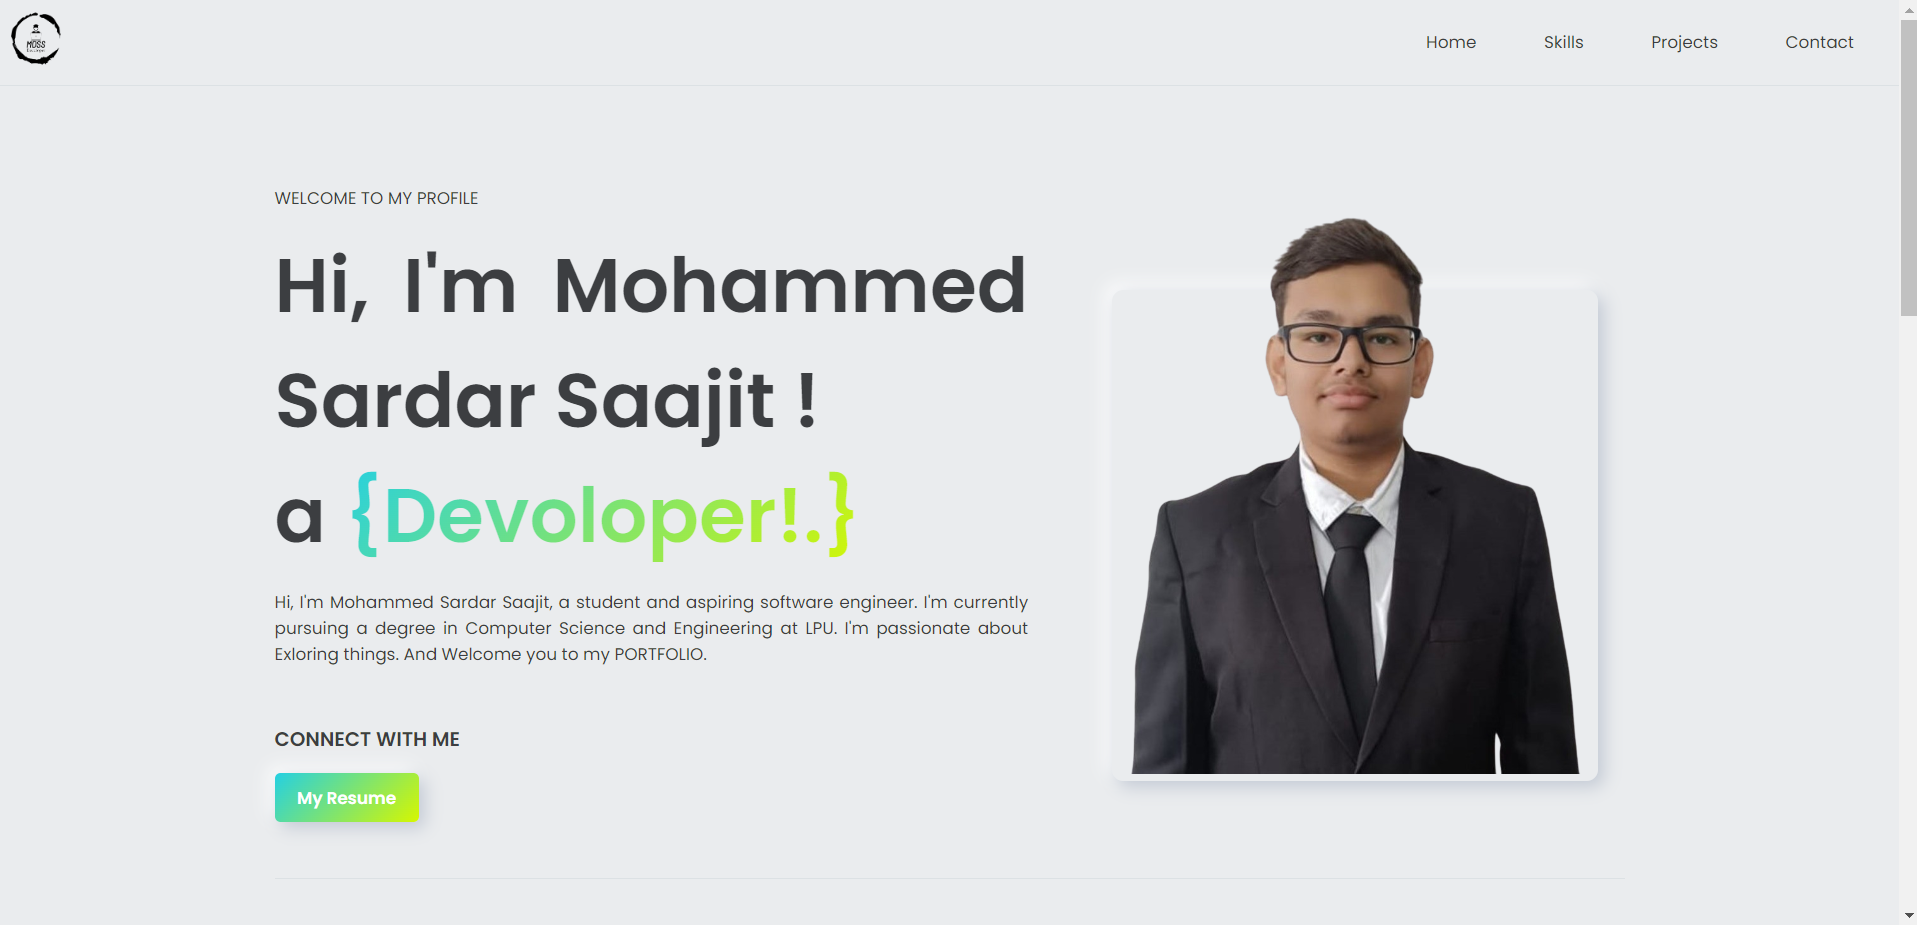 MOSS
Home Skills Projects Contact
WELCOME TO MY PROFILE
Hi, I'm Mohammed
Sardar Saajit !
a {Devoloper!.}
Hi, I'm Mohammed Sardar Saajit, a student and aspiring software engineer. I'm currently
pursuing a degree in Computer Science and Engineering at LPU. I'm passionate about
Exloring things. And Welcome you to my PORTFOLIO.
CONNECT WITH ME
My Resume